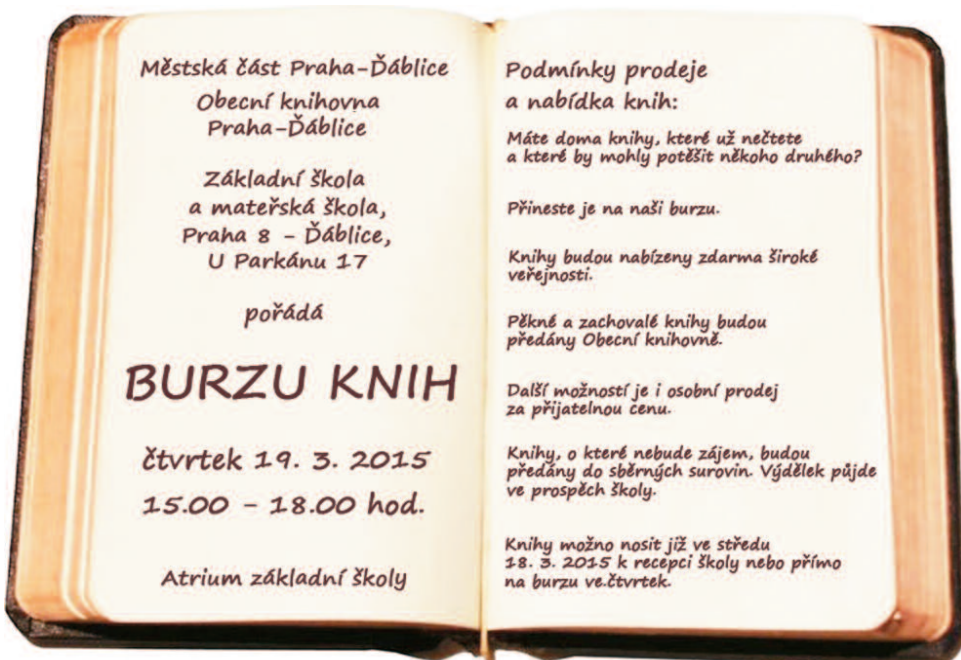 Městská část Praha-Ďáblice
Obecní knihovna
Praha-Ďáblice
Základní škola
a mateřská škola,
Praha 8 - Ďáblice,
U Parkánu 17
pořádá
BURZU KNIH
čtvrtek 19. 3. 2015
15.00 - 18.00 hod.
Atrium základní školy
Podmínky prodeje
a nabídka knih:
Máte doma knihy, které už nečtete
a které by mohly potěšit někoho druhého?
Přineste je na naši burzu.
Knihy budou nabízeny zdarma široké
veřejnosti.
Pěkné a zachovalé knihy budou
předány Obecní knihovně.
Další možností je i osobní prodej
za přijatelnou cenu.
Knihy, o které nebude zájem, budou
předány do sběrných surovin. Výdělek půjde
ve prospěch školy.
Knihy možno nosit již ve středu
18. 3. 2015 k recepci školy nebo přímo
na burzu ve čtvrtek.